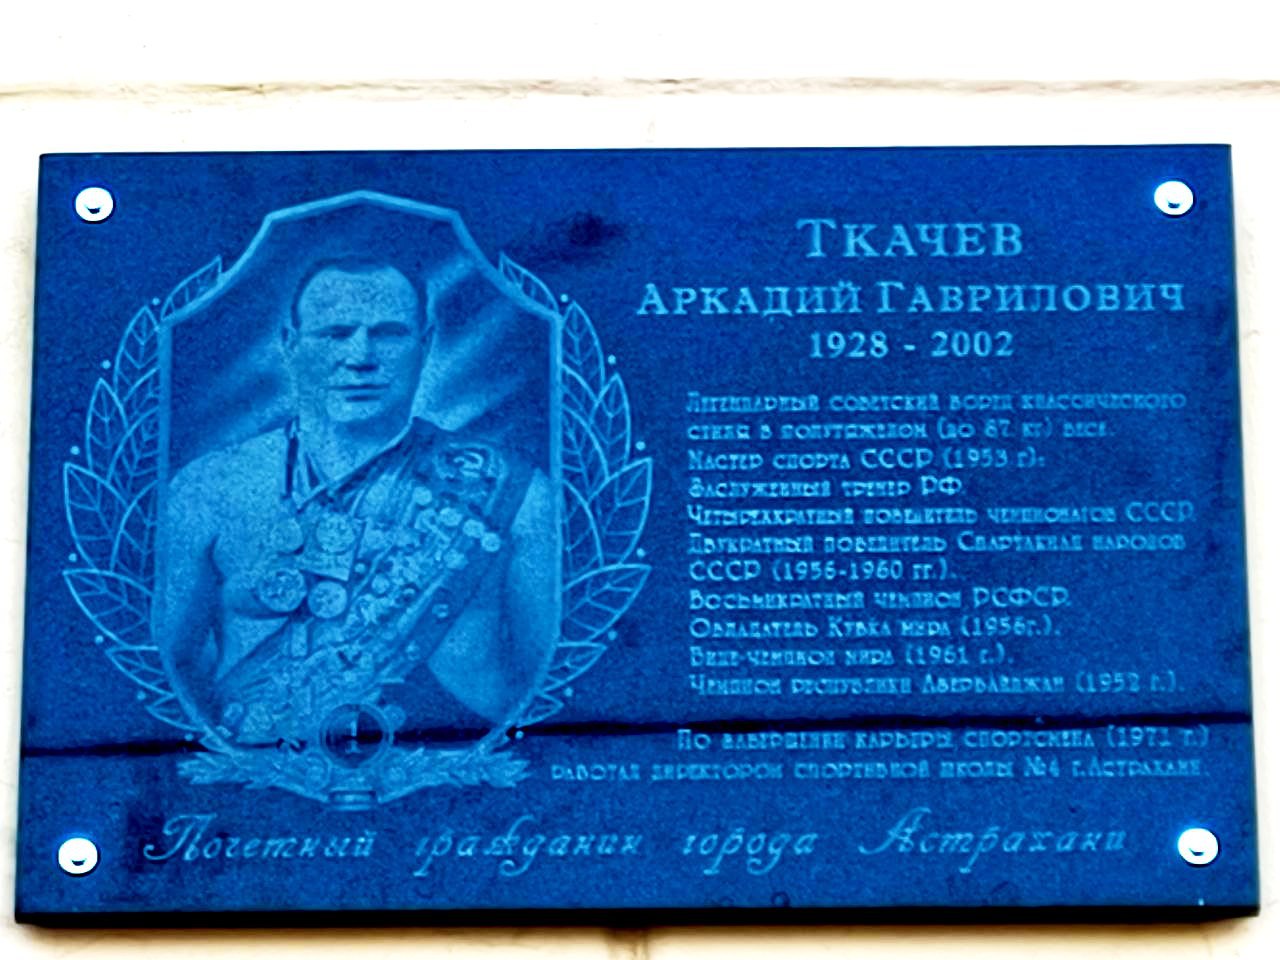 ТКАЧЕВ
АРКАДИЙ ГАВРИЛОВИЧ
1928 - 2002
Легендарный советский борец классического
стиля в полутяжелом (до 87 кг) весе.
Мастер спорта СССР (1953 г).
Заслуженный тренер РФ
Четырехкратный победитель чемпионатов СССР
Двукратный победитель Спартакиад народов
СССР (1956-1960 гг.).
Восьмикратный чемпион РСФСР.
Обладатель Кубка мира (1956г.).
Вице-чемпион мира (1961 г.).
Чемпион республики Азербайджан (1952 г.).
По завершении карьеры спортсмена (1971 г.)
работал директором спортивной школы №4 г.Астрахани.
Почетный гражданин города Астрахани